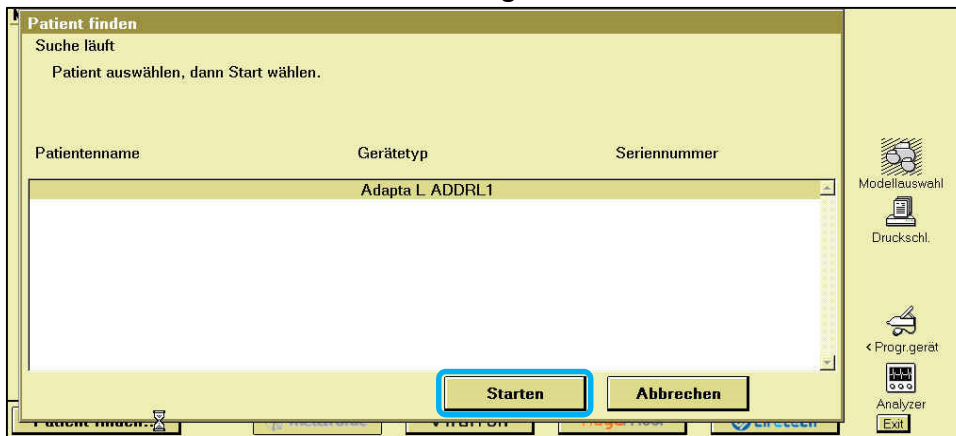 Patient finden
Suche läuft
Patient auswählen, dann Start wählen.
Patientenname Gerätetyp Seriennummer
Adapta L ADDRL1
Modellauswahl
Druckschl.
< Progr.gerät
Starten Abbrechen
Analyzer
Exit